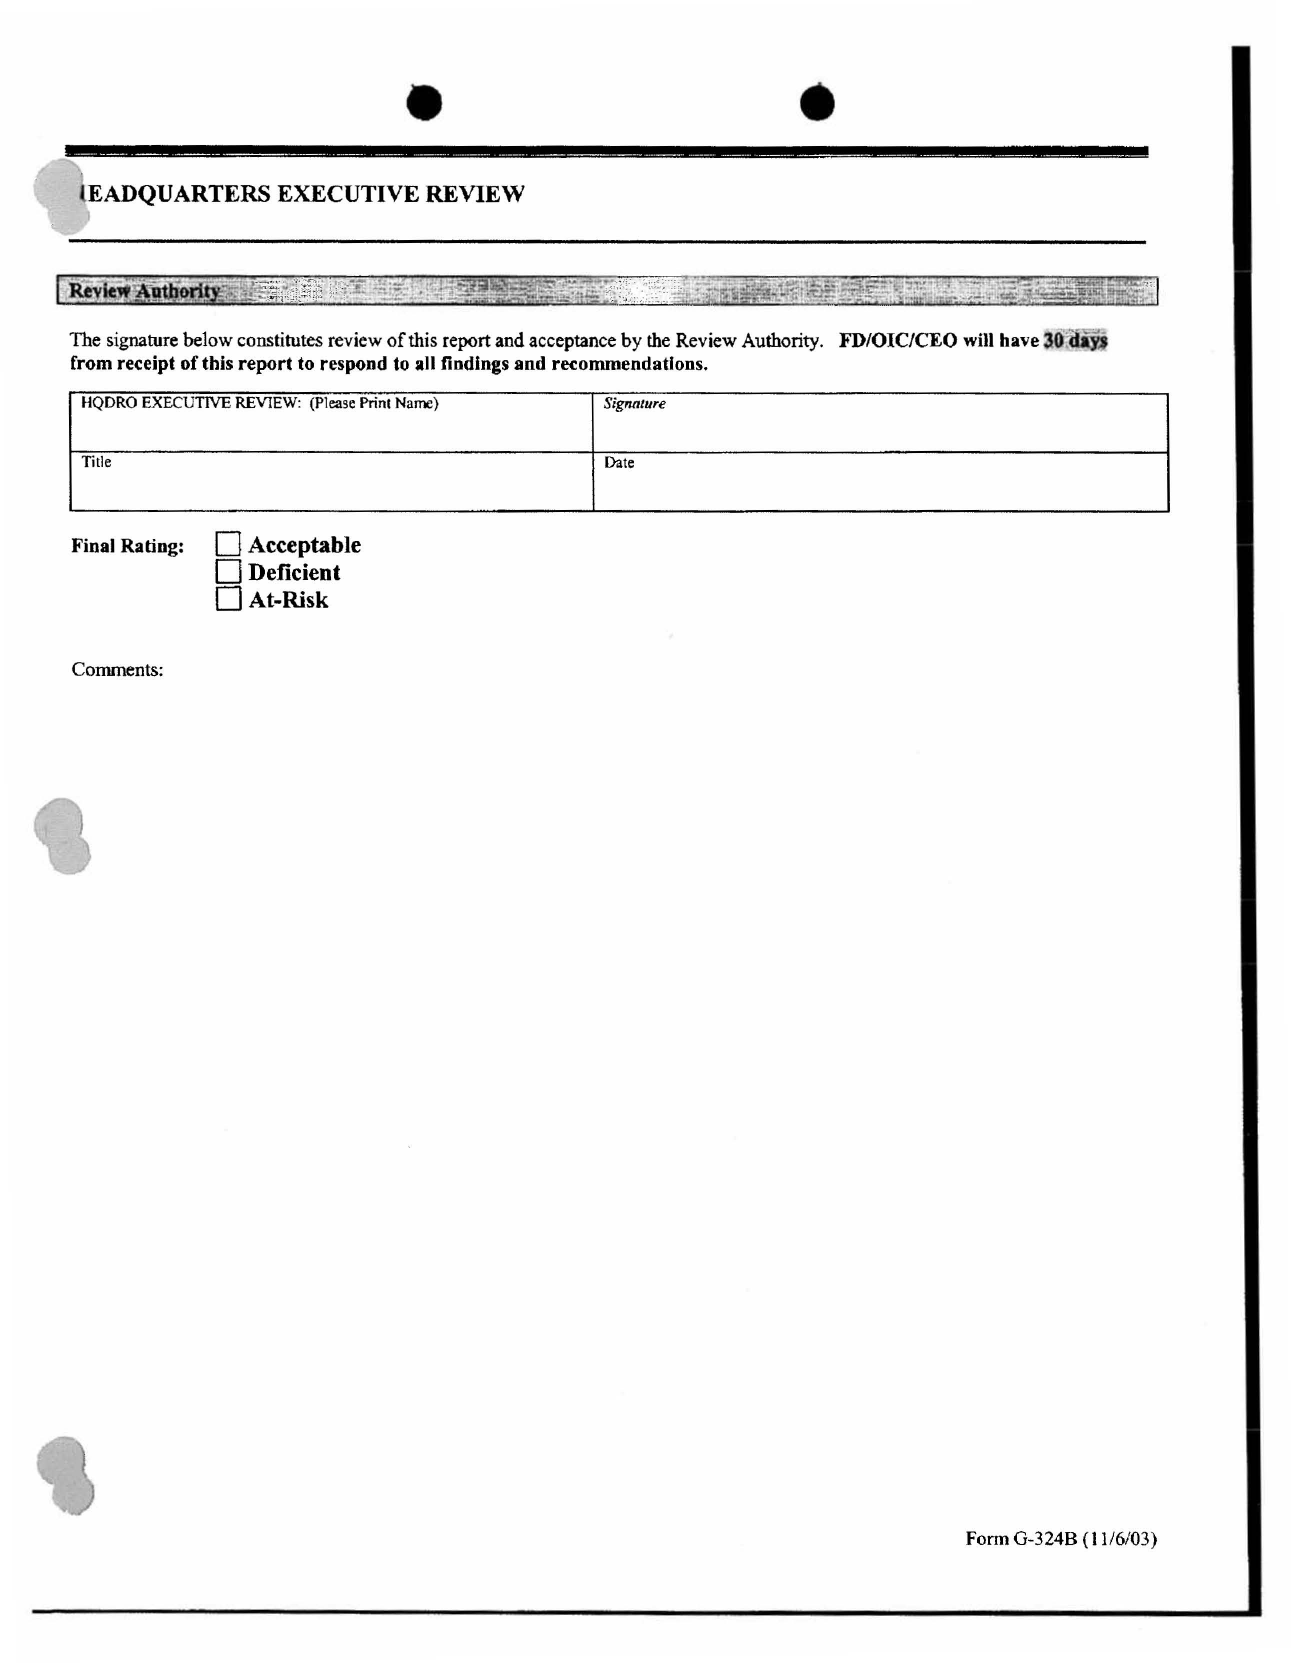 HEADQUARTERS EXECUTIVE REVIEW
Review Authority
The signature below constitutes review of this report and acceptance by the Review Authority. FD/OIC/CEO will have 30 days
from receipt of this report to respond to all findings and recommendations.
HQDRO EXECUTIVE REVIEW: (Please Print Name)
Signature
Title
Date
Final Rating:
Acceptable
Deficient
At-Risk
Comments:
Form G-324B (11/6/03)